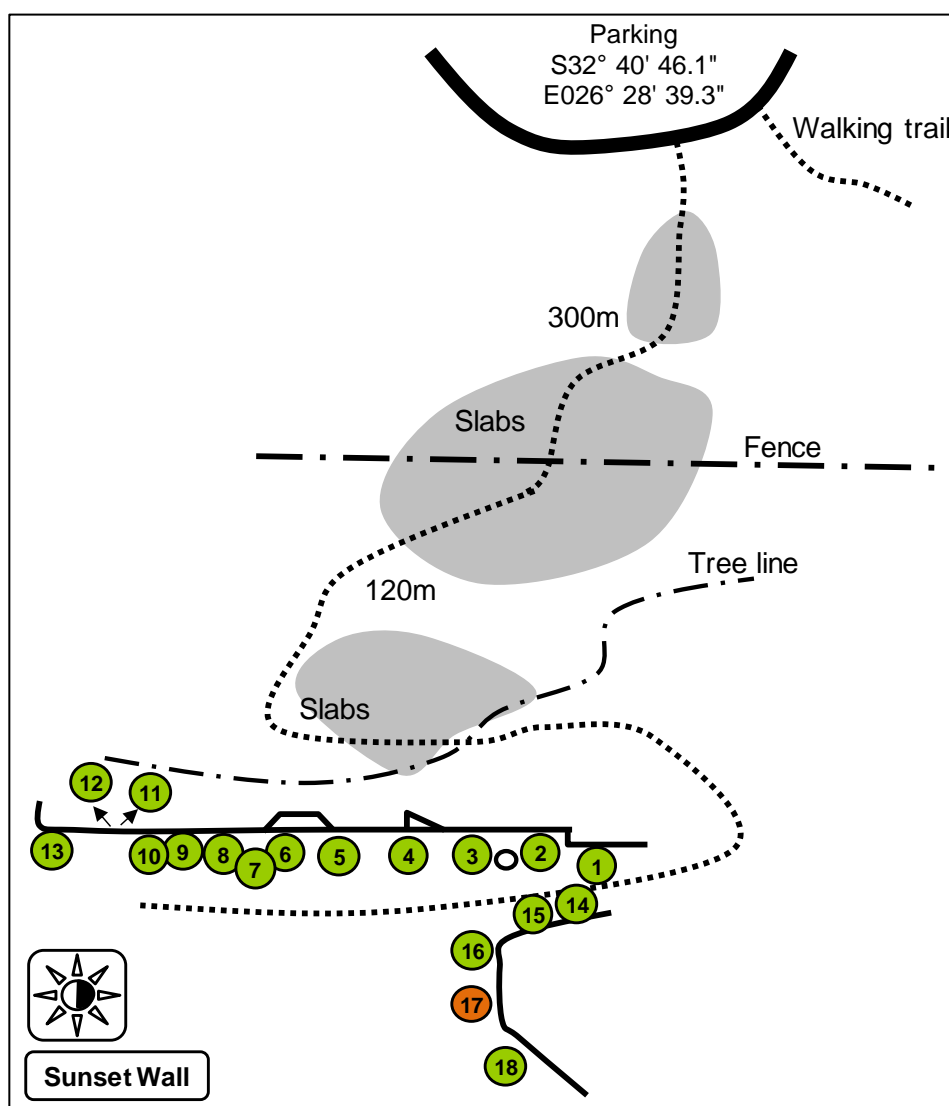 Parking
S32° 40' 46.1"
E026° 28' 39.3"
Walking trail
300m
Slabs
Fence
Tree line
120m
Slabs
12
11
13
10
9
8
7
6
5
4
3
2
1
14
15
16
17
18
Sunset Wall